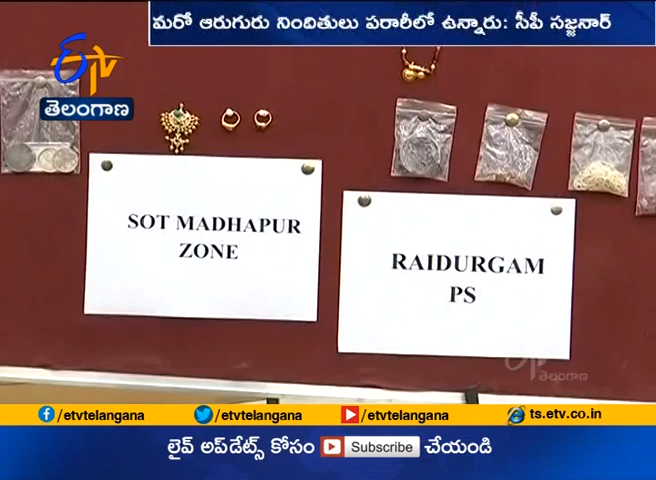 మరో ఆరుగురు నిందితులు పరారీలో ఉన్నారు: సీపీ సజ్జనార్
ETV
తెలంగాణ
SOT MADHAPUR
ZONE
RAIDURGAM
PS
తెలంగాణ
/etvtelangana
/etvtelangana
/etvtelangana
ts.etv.co.in
లైవ్ అప్‌డేట్స్ కోసం Subscribe చేయండి